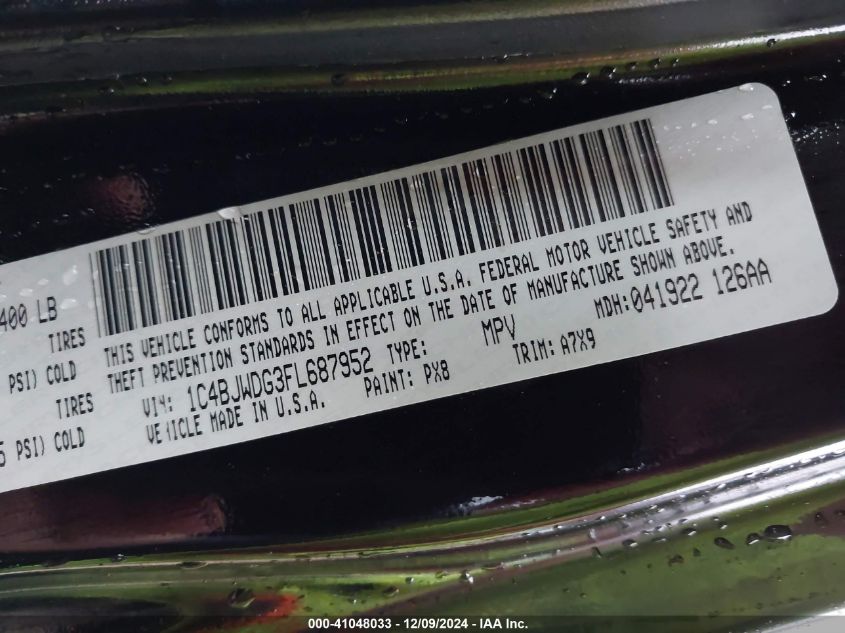 400 LB
TIRES
PSI) COLD
TIRES
5 PSI) COLD
THIS VEHICLE CONFORMS TO ALL APPLICABLE U.S.A. FEDERAL MOTOR VEHICLE SAFETY AND
THEFT PREVENTION STANDARDS IN EFFECT ON THE DATE OF MANUFACTURE SHOWN ABOVE.
VIN: 1C4BJWDG3FL687952 TYPE: MPV MDH: 041922 126AA
VEHICLE MADE IN U.S.A. PAINT: PX8 TRIM: A7X9
000-41048033 - 12/09/2024 - IAA Inc.